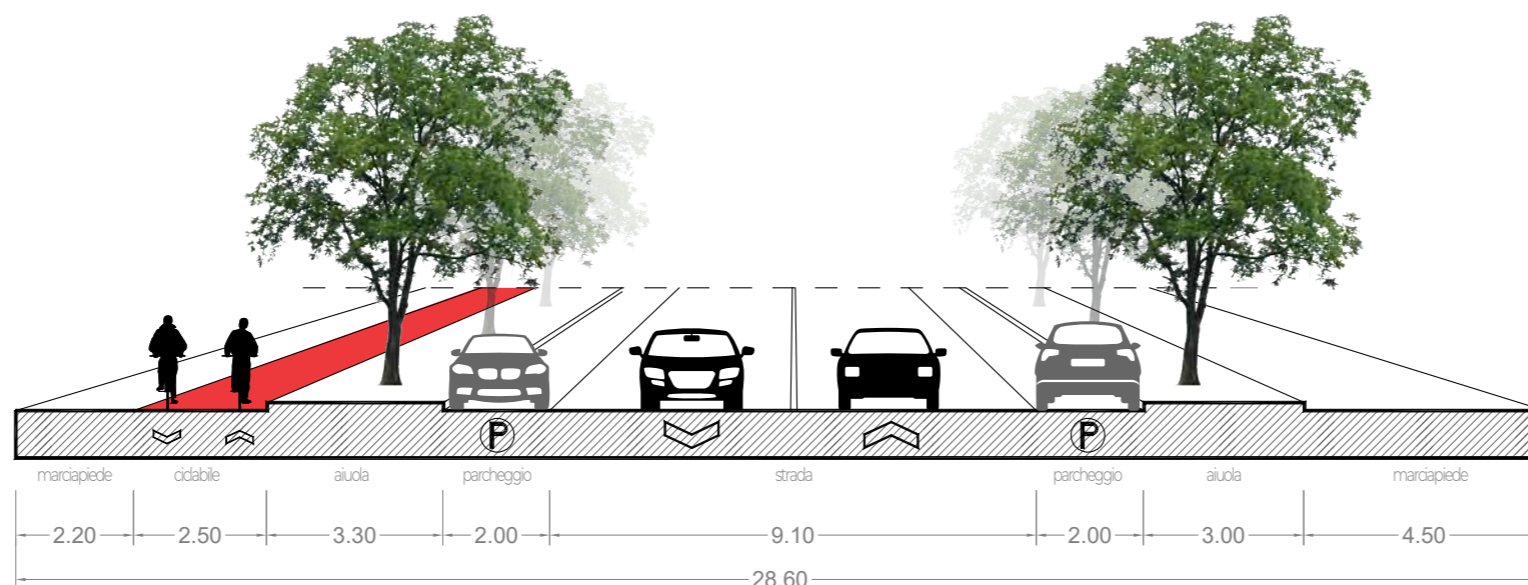 P P
marciapiede ciclabile aiuola parcheggio strada parcheggio aiuola marciapiede
2.20 2.50 3.30 2.00 9.10 2.00 3.00 4.50
28.60